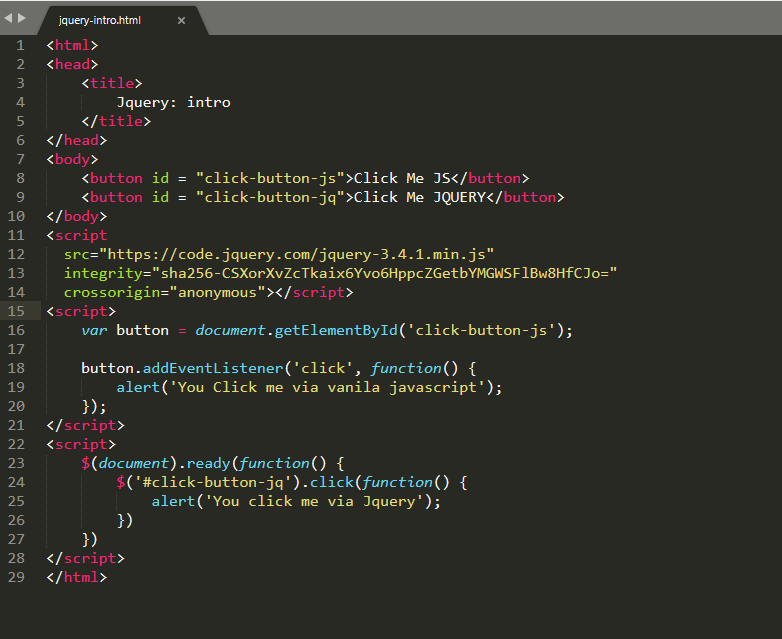 jquery-intro.html ×
1 <html>
2 <head>
3     <title>
4         Jquery: intro
5     </title>
6 </head>
7 <body>
8     <button id = "click-button-js">Click Me JS</button>
9     <button id = "click-button-jq">Click Me JQUERY</button>
10 </body>
11 <script
12   src="https://code.jquery.com/jquery-3.4.1.min.js"
13   integrity="sha256-CSXorXvZcTkaix6Yvo6HppcZGetbYMGWSFlBw8HfCJo="
14   crossorigin="anonymous"></script>
15 <script>
16     var button = document.getElementById('click-button-js');
17
18     button.addEventListener('click', function() {
19         alert('You Click me via vanila javascript');
20     });
21 </script>
22 <script>
23     $(document).ready(function() {
24         $('#click-button-jq').click(function() {
25             alert('You click me via Jquery');
26         })
27     })
28 </script>
29 </html>